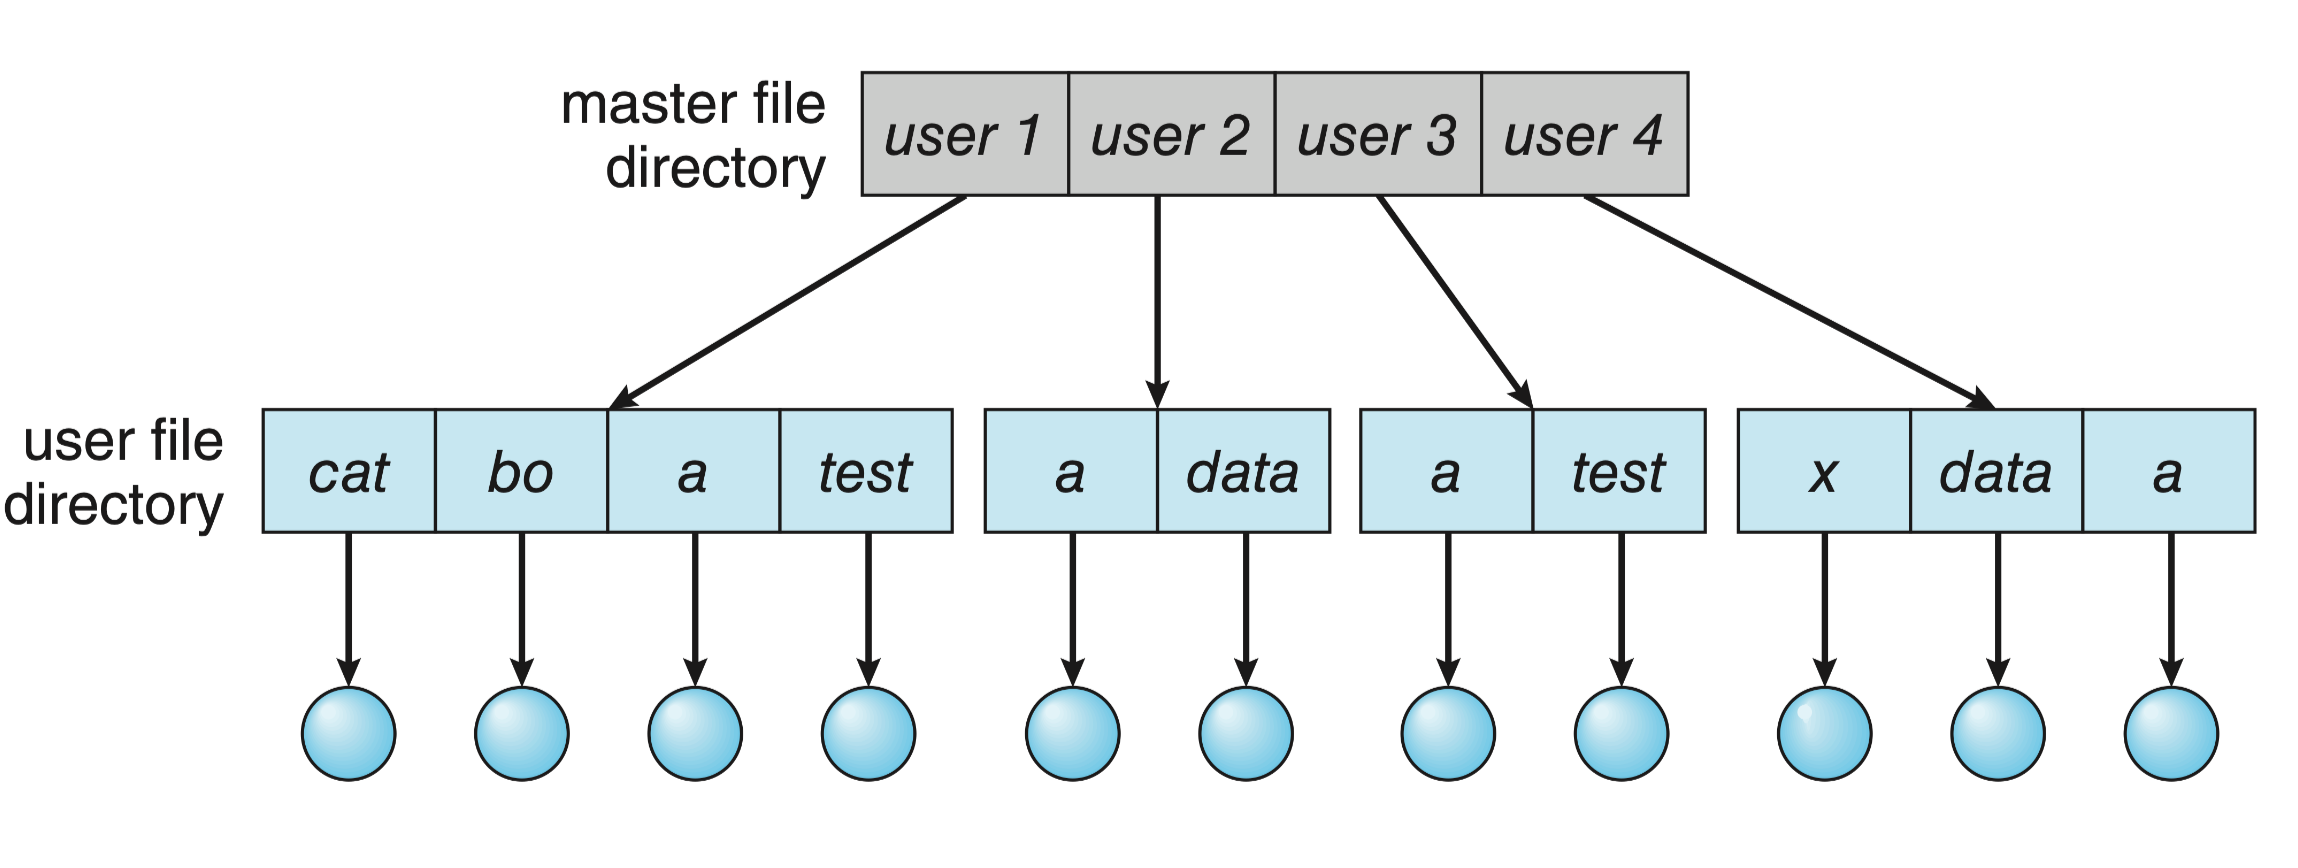 master file
directory
user 1 user 2 user 3 user 4
user file
directory
cat bo a test a data a test x data a